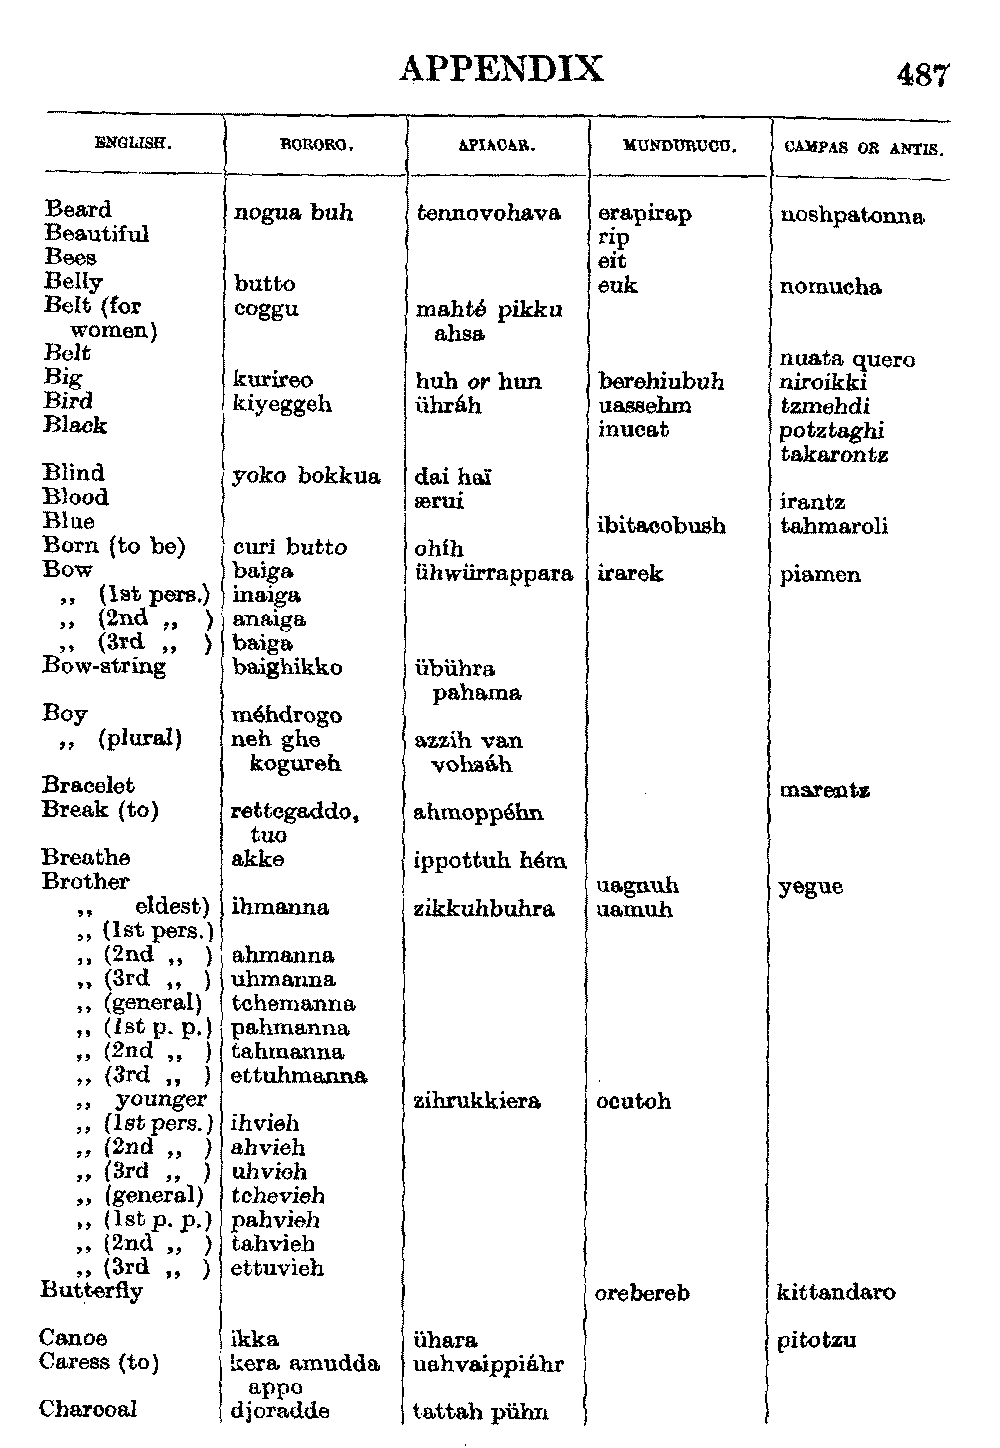 APPENDIX 487
ENGLISH. BORORO. APIACAR. MUNDURUCU. CAMPAS OR ANTIS.
Beard nogua buh tennovohava erapirap noshpatonna
Beautiful rip
Bees eit
Belly butto euk nomucha
Belt (for coggu mahté pikku
women) ahsa
Belt nuata quero
Big kurireo huh or hun berehiubuh niroikki
Bird kiyeggeh ühráh uassehm tzmehdi
Black inucat potztaghi
takarontz
Blind yoko bokkua dai haï
Blood ærui irantz
Blue ibitacobush tahmaroli
Born (to be) curi butto ohíh
Bow baiga ühwürrappara irarek piamen
„ (1st pers.) inaiga
„ (2nd „ ) anaiga
„ (3rd „ ) baiga
Bow-string baighikko übühra
pahama
Boy méhdrogo
„ (plural) neh ghe azzih van
kogureh vohsáh
Bracelet marentz
Break (to) rettegaddo, ahmoppéhn
tuo
Breathe akke ippottuh hém
Brother uagnuh yegue
„ eldest) ihmanna zikkuhbuhra uamuh
„ (1st pers.)
„ (2nd „ ) ahmanna
„ (3rd „ ) uhmanna
„ (general) tchemanna
„ (1st p. p.) pahmanna
„ (2nd „ ) tahmanna
„ (3rd „ ) ettuhmanna
„ younger zihrukkiera ocutoh
„ (1st pers.) ihvieh
„ (2nd „ ) ahvieh
„ (3rd „ ) uhvieh
„ (general) tchevieh
„ (1st p. p.) pahvieh
„ (2nd „ ) tahvieh
„ (3rd „ ) ettuvieh
Butterfly orebereb kittandaro
Canoe ikka ühara pitotzu
Caress (to) kera amudda uahvaippiáhr
appo
Charcoal djoradde tattah pühn